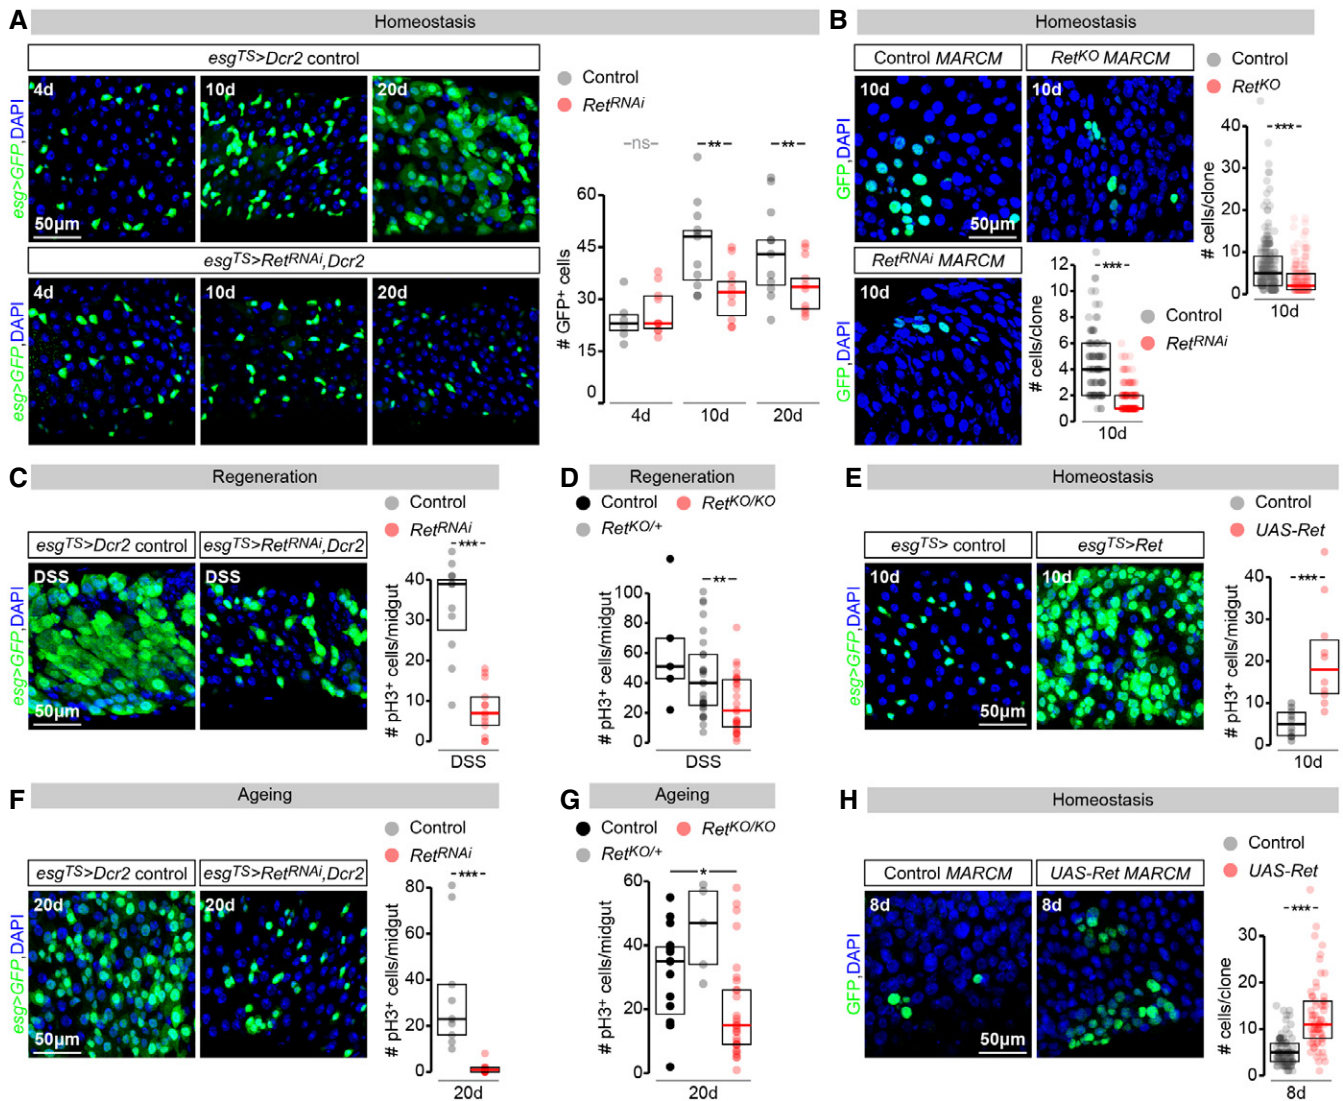 A
Homeostasis
esgTS>Dcr2 control
4d
10d
20d
esg>GFP,DAPI
50µm
esgTS>RetRNAi,Dcr2
4d
10d
20d
esg>GFP,DAPI
Control
RetRNAi
-ns-
**
**
# GFP+ cells
60
45
30
15
0
4d
10d
20d
B
Homeostasis
Control MARCM
RetKO MARCM
10d
10d
GFP,DAPI
50µm
RetRNAi MARCM
10d
GFP,DAPI
Control
RetKO
***
# cells/clone
40
30
20
10
0
10d
***
# cells/clone
12
10
8
6
4
2
0
10d
Control
RetRNAi
C
Regeneration
esgTS>Dcr2 control
esgTS>RetRNAi,Dcr2
DSS
DSS
esg>GFP,DAPI
50µm
Control
RetRNAi
***
# pH3+ cells/midgut
40
30
20
10
0
DSS
D
Regeneration
Control
RetKO/KO
RetKO/+
**
# pH3+ cells/midgut
100
80
60
40
20
0
DSS
E
Homeostasis
esgTS> control
esgTS>Ret
10d
10d
esg>GFP,DAPI
50µm
Control
UAS-Ret
***
# pH3+ cells/midgut
40
30
20
10
0
10d
F
Ageing
esgTS>Dcr2 control
esgTS>RetRNAi,Dcr2
20d
20d
esg>GFP,DAPI
50µm
Control
RetRNAi
***
# pH3+ cells/midgut
80
60
40
20
0
20d
G
Ageing
Control
RetKO/KO
RetKO/+
*
# pH3+ cells/midgut
60
40
20
0
20d
H
Homeostasis
Control MARCM
UAS-Ret MARCM
8d
8d
GFP,DAPI
50µm
Control
UAS-Ret
***
# cells/clone
30
20
10
0
8d